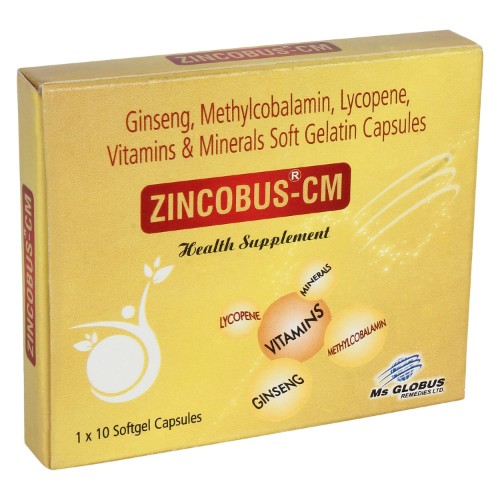 Ginseng, Methylcobalamin, Lycopene,
Vitamins & Minerals Soft Gelatin Capsules
ZINCOBUS®-CM
Health Supplement
ZINCOBUS-CM
MINERALS
LYCOPENE
VITAMINS
METHYLCOBALAMIN
GINSENG
Ms GLOBUS
REMEDIES LTD.
1 x 10 Softgel Capsules